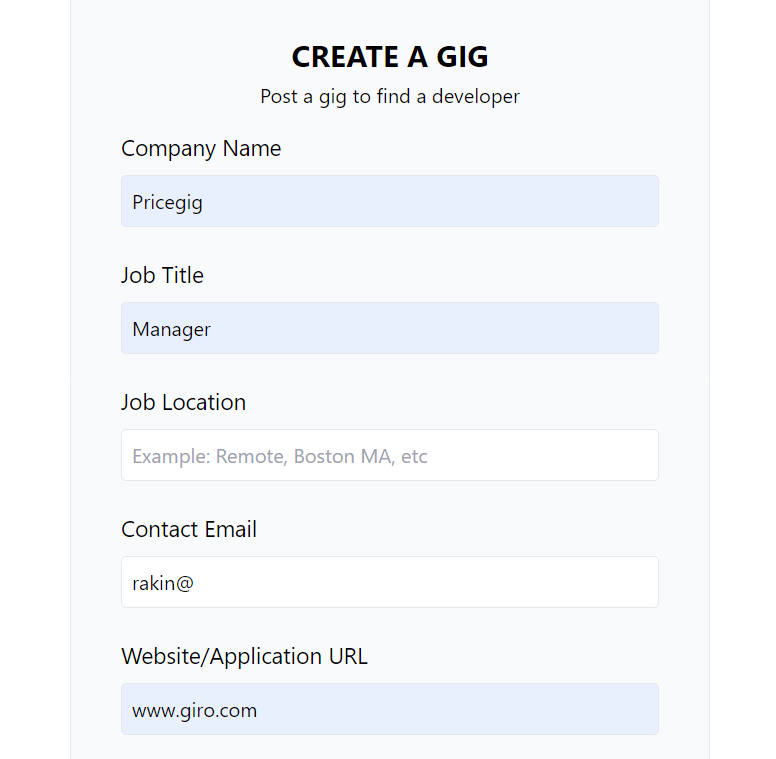 CREATE A GIG
Post a gig to find a developer
Company Name
Pricegig
Job Title
Manager
Job Location
Example: Remote, Boston MA, etc
Contact Email
rakin@
Website/Application URL
www.giro.com